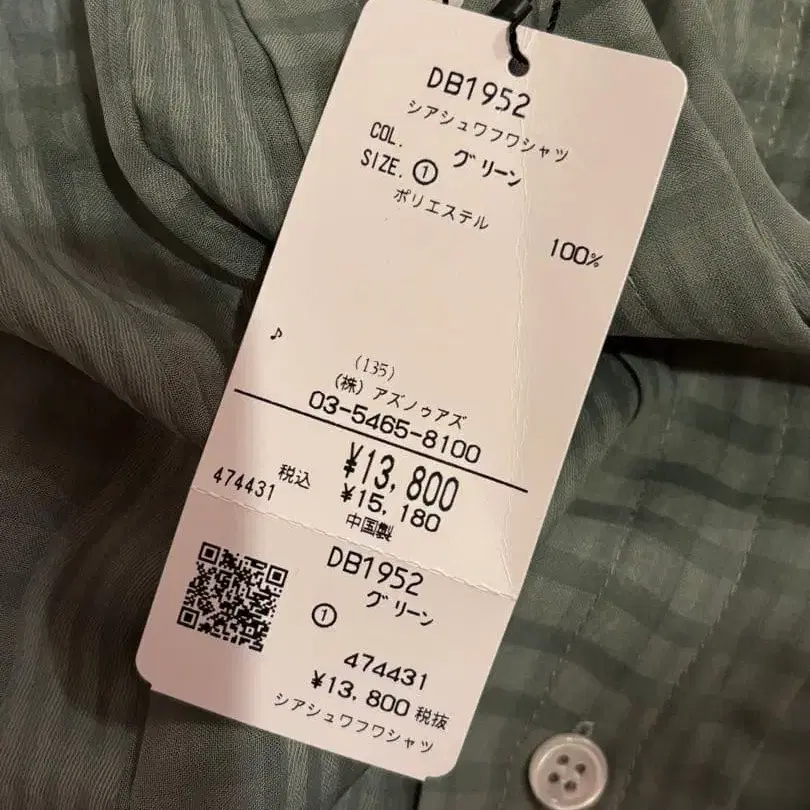 DB1952
シアシュワフワシャツ
COL. グリーン
SIZE. ①
ポリエステル 100%
♪
(135)
(株) アズノゥアズ
03-5465-8100
¥13,800
474431 税込 ¥15,180
中国製
DB1952
グリーン
①
474431
¥13,800 税抜
シアシュワフワシャツ